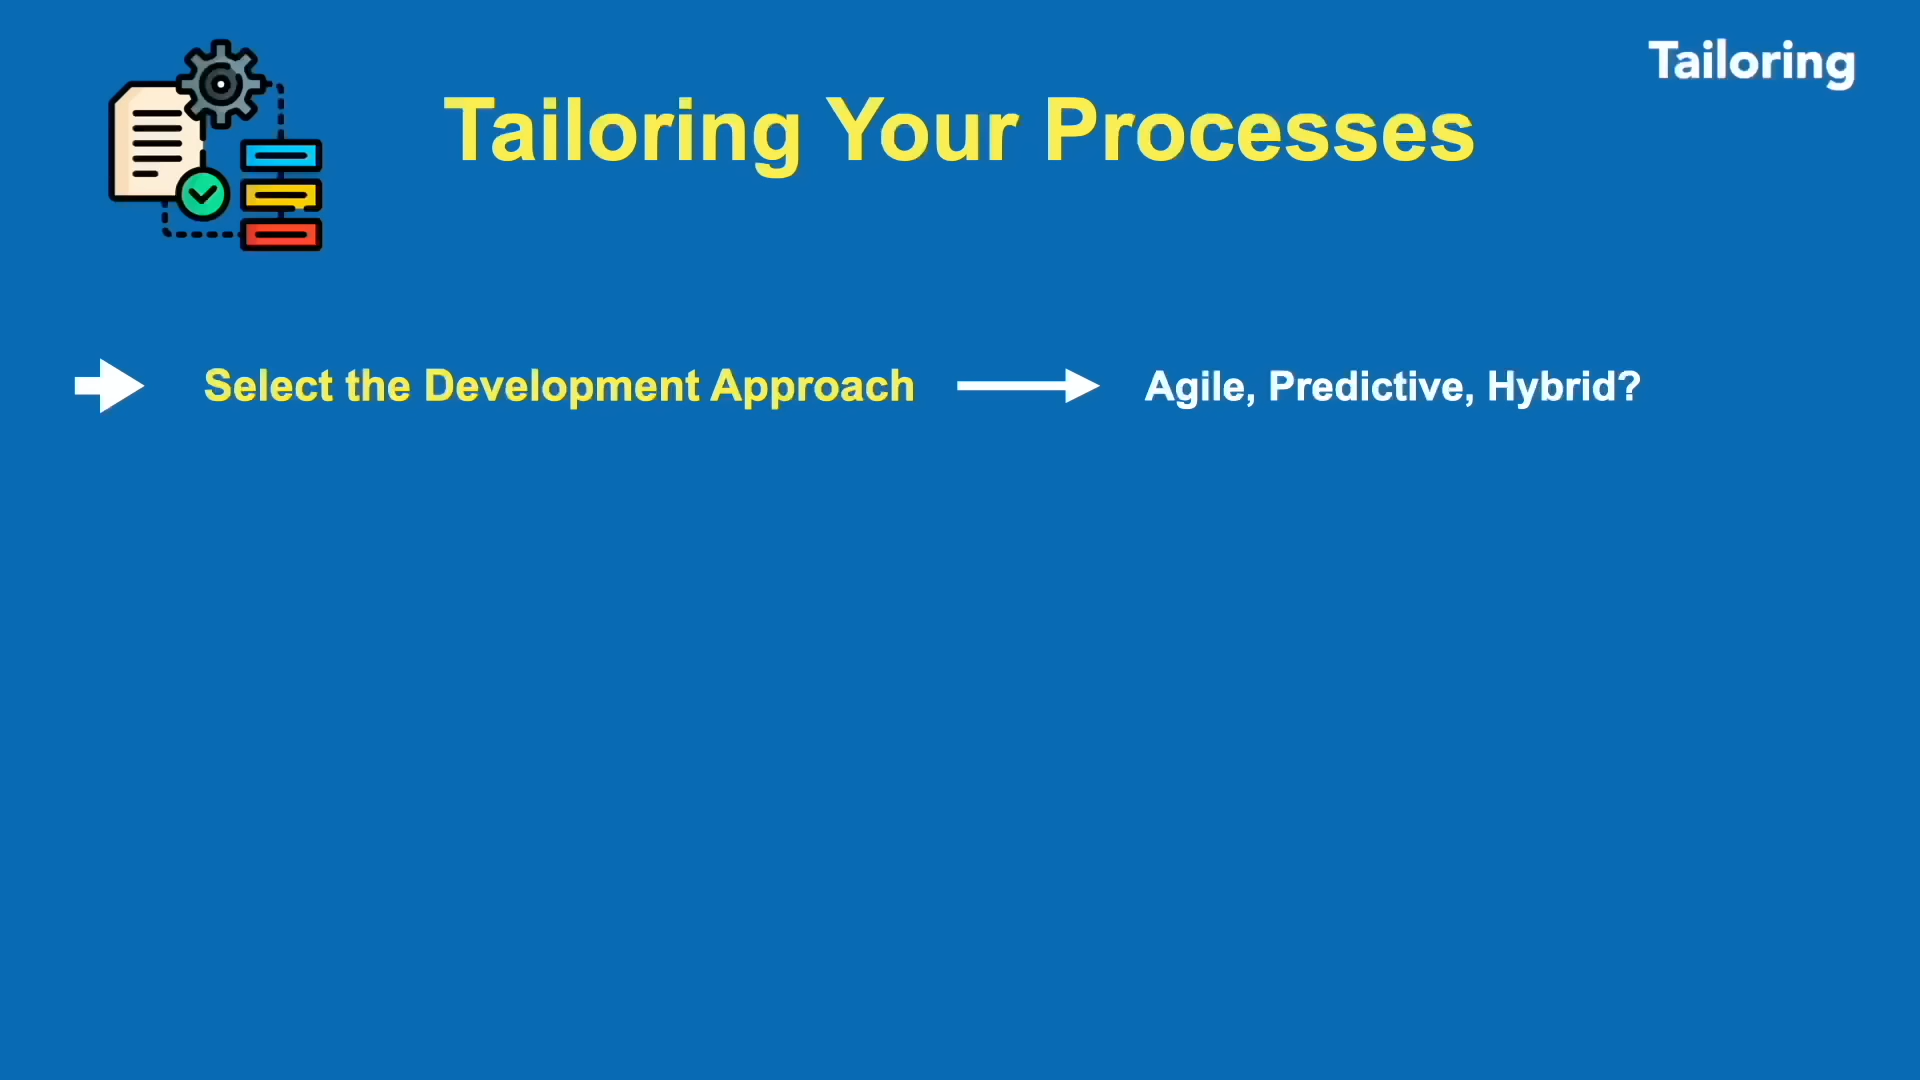 Tailoring
Tailoring Your Processes
Select the Development Approach
Agile, Predictive, Hybrid?